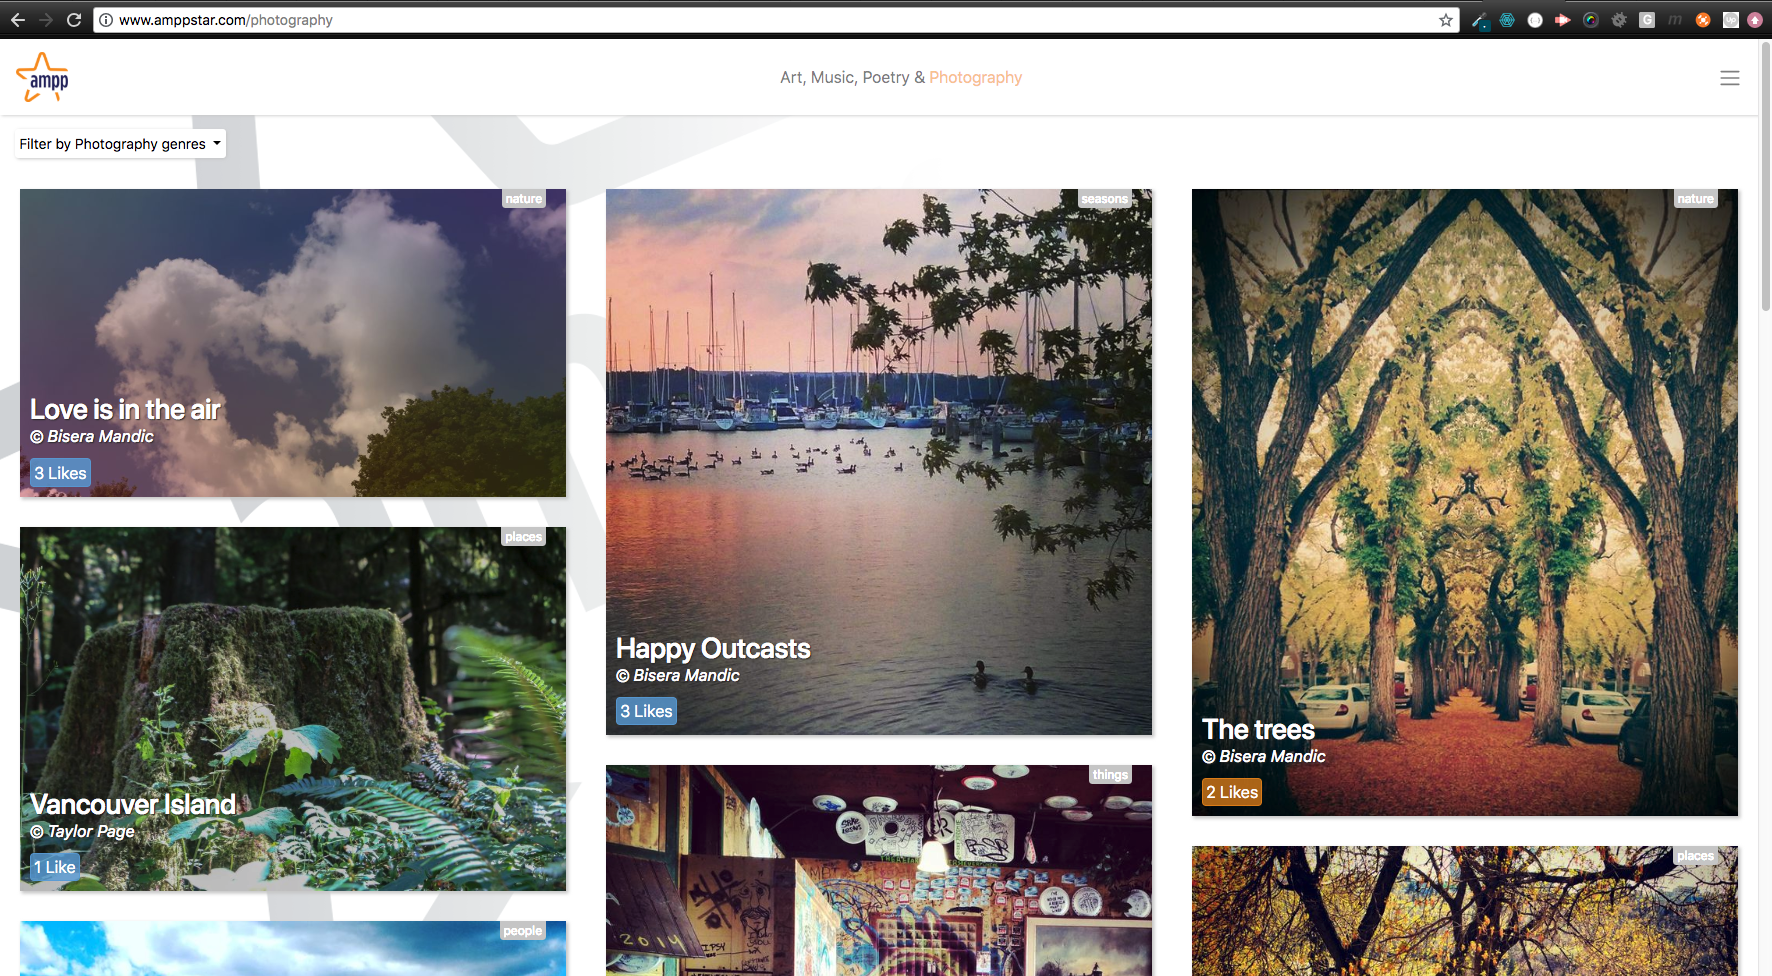 www.amppstar.com/photography
ampp
Art, Music, Poetry & Photography
Filter by Photography genres
nature
Love is in the air
© Bisera Mandic
3 Likes
seasons
Happy Outcasts
© Bisera Mandic
3 Likes
nature
The trees
© Bisera Mandic
2 Likes
places
Vancouver Island
© Taylor Page
1 Like
things
2014
places
people